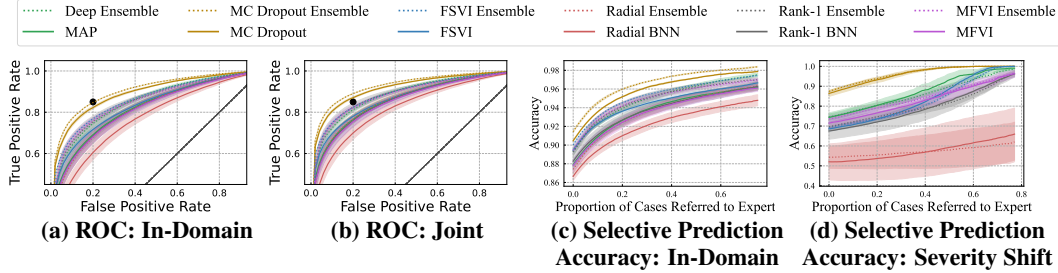 Deep Ensemble MC Dropout Ensemble FSVI Ensemble Radial Ensemble Rank-1 Ensemble MFVI Ensemble
MAP MC Dropout FSVI Radial BNN Rank-1 BNN MFVI
True Positive Rate
1.0
0.8
0.6
0.0 0.2 0.4 0.6 0.8
False Positive Rate
(a) ROC: In-Domain
True Positive Rate
1.0
0.8
0.6
0.0 0.2 0.4 0.6 0.8
False Positive Rate
(b) ROC: Joint
Accuracy
0.98
0.96
0.94
0.92
0.90
0.88
0.86
0.0 0.2 0.4 0.6 0.8
Proportion of Cases Referred to Expert
(c) Selective Prediction
Accuracy: In-Domain
Accuracy
1.0
0.9
0.8
0.7
0.6
0.5
0.4
0.0 0.2 0.4 0.6 0.8
Proportion of Cases Referred to Expert
(d) Selective Prediction
Accuracy: Severity Shift